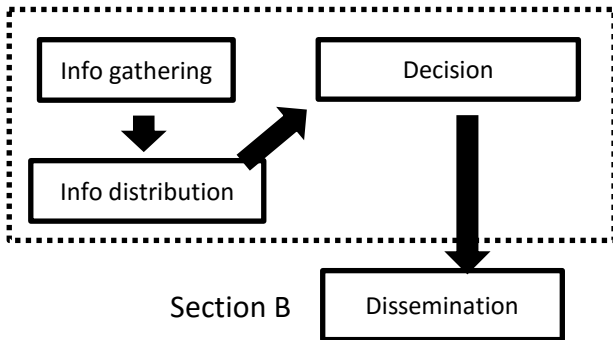 Info gathering
Decision
Info distribution
Section B
Dissemination